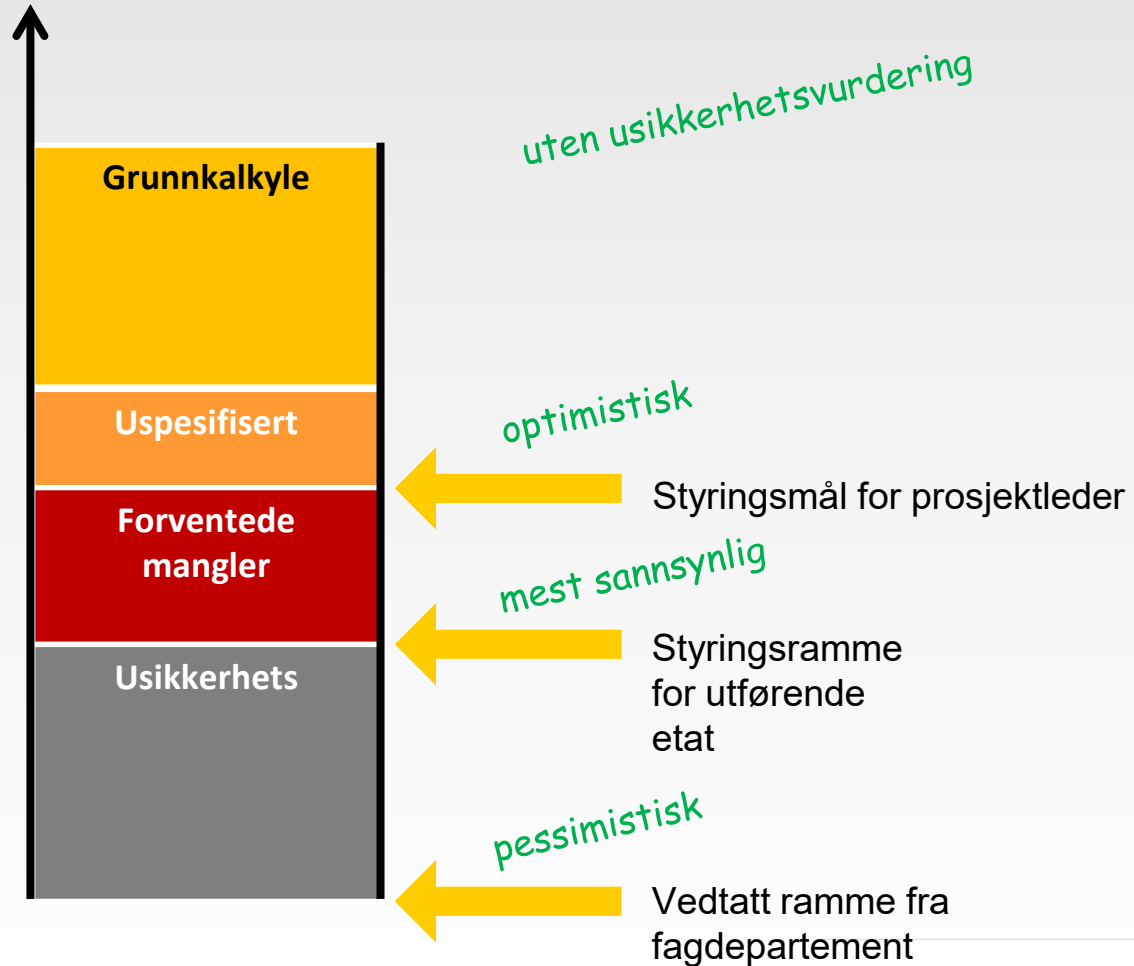 uten usikkerhetsvurdering
Grunnkalkyle
optimistisk
Uspesifisert
Styringsmål for prosjektleder
Forventede
mangler
mest sannsynlig
Styringsramme
for utførende
etat
Usikkerhets
pessimistisk
Vedtatt ramme fra
fagdepartement